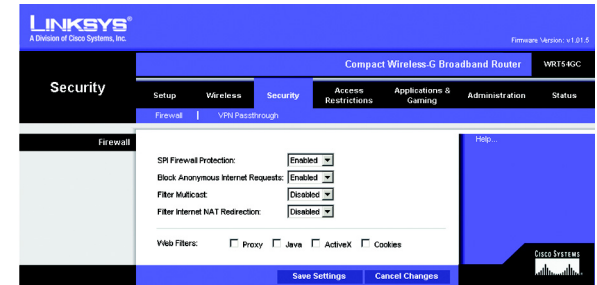 LINKSYS®
A Division of Cisco Systems, Inc.
Firmware Version: v1.01.5
Compact Wireless-G Broadband Router WRT54GC
Security
Setup Wireless Security Access Restrictions Applications & Gaming Administration Status
Firewall | VPN Passthrough
Firewall
Help...
SPI Firewall Protection: Enabled
Block Anonymous Internet Requests: Enabled
Filter Multicast: Disabled
Filter Internet NAT Redirection: Disabled
Web Filters: Proxy Java ActiveX Cookies
CISCO SYSTEMS
Save Settings Cancel Changes